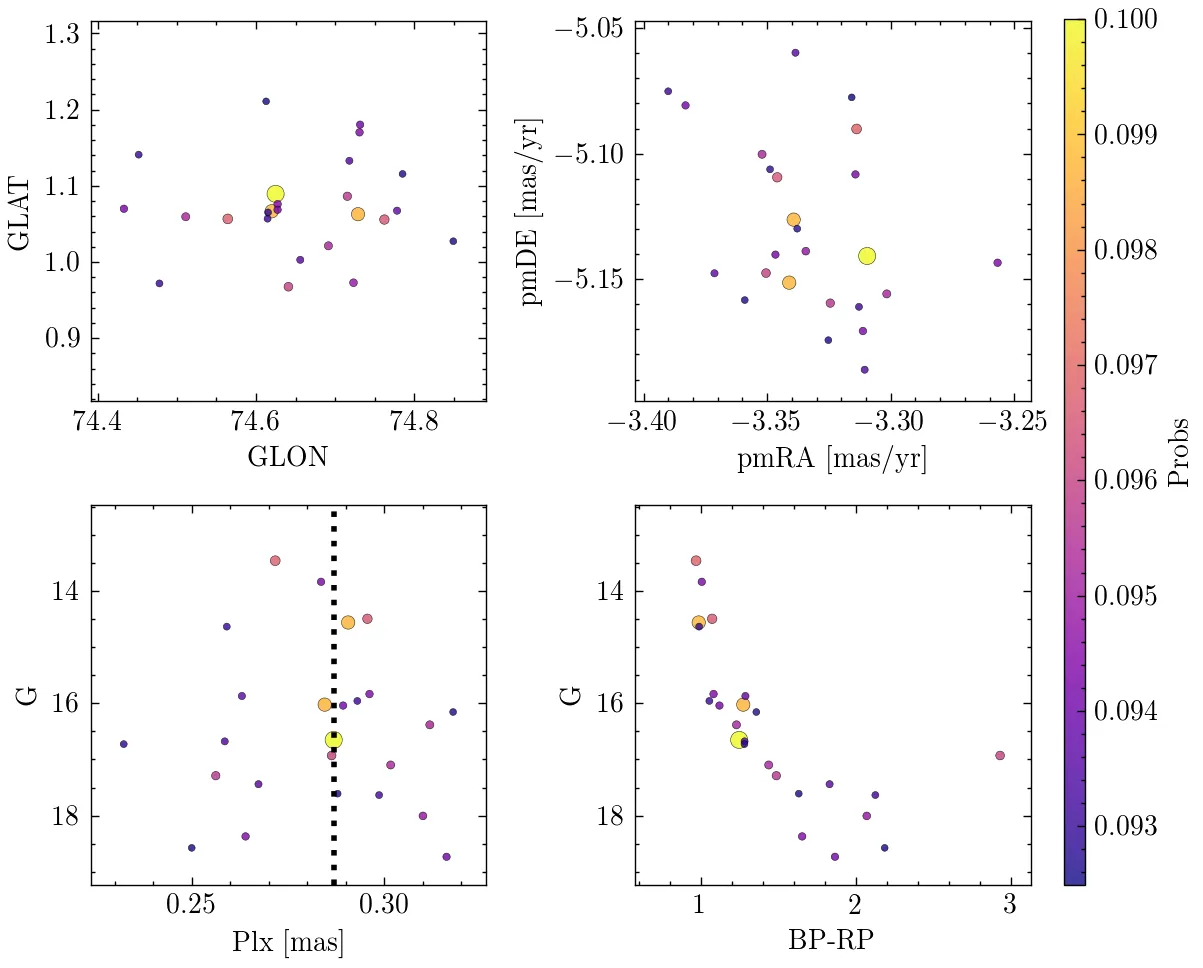 1.3
1.2
1.1
1.0
0.9
GLAT
74.4 74.6 74.8
GLON
−5.05
−5.10
−5.15
pmDE [mas/yr]
−3.40 −3.35 −3.30 −3.25
pmRA [mas/yr]
14
16
18
G
0.25 0.30
Plx [mas]
14
16
18
G
1 2 3
BP-RP
0.100
0.099
0.098
0.097
0.096
0.095
0.094
0.093
Probs